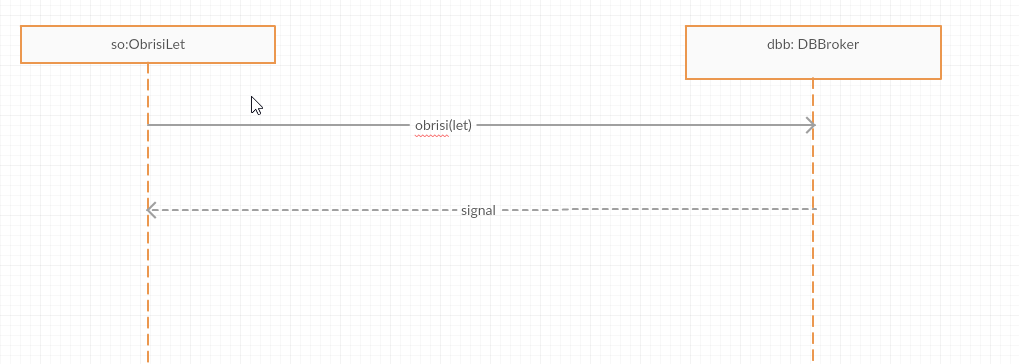 so:ObrisiLet
dbb: DBBroker
obrisi(let)
signal